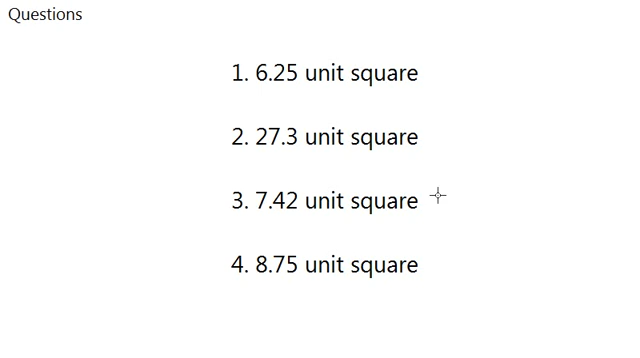 Questions
1. 6.25 unit square
2. 27.3 unit square
3. 7.42 unit square
4. 8.75 unit square